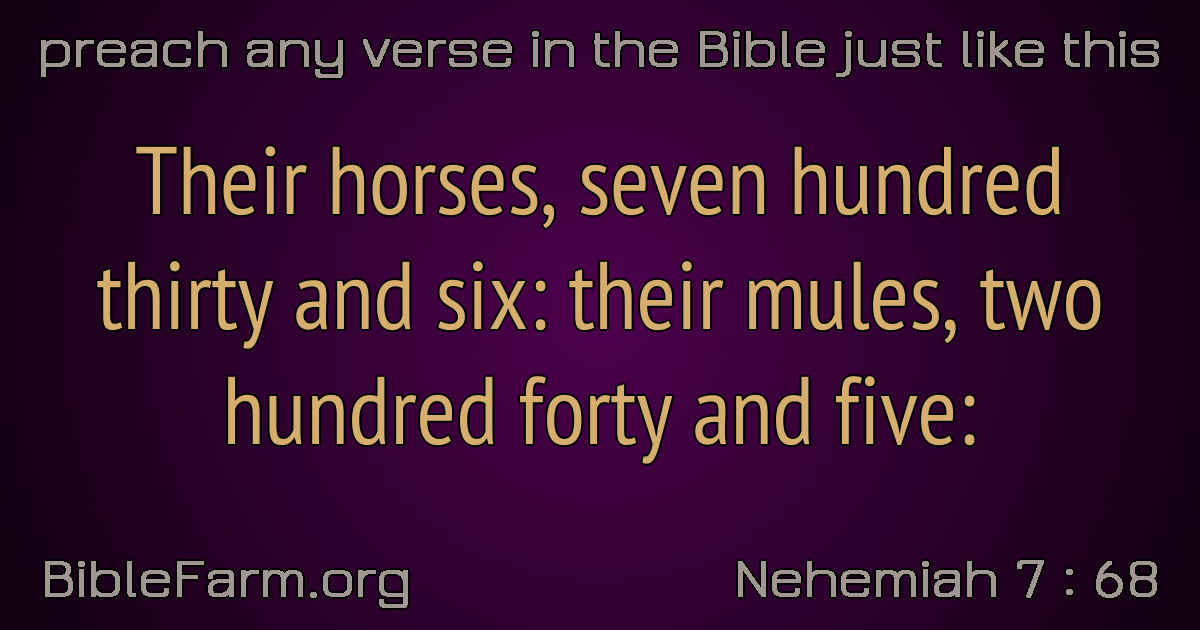 preach any verse in the Bible just like this
Their horses, seven hundred
thirty and six: their mules, two
hundred forty and five:
BibleFarm.org
Nehemiah 7 : 68